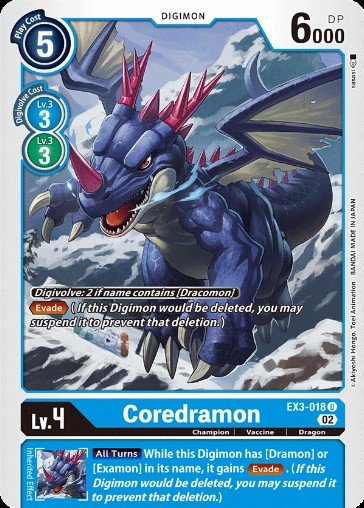 DIGIMON
Play Cost
5
6000
DP
Digivolve Cost
Lv.3
3
Lv.3
3
© Akiyoshi Hongo, Toei Animation BANDAI MADE IN JAPAN
sasasi
Digivolve: 2 if name contains [Dracomon]
Evade (If this Digimon would be deleted, you may
suspend it to prevent that deletion.)
Lv.4
Coredramon
EX3-018 U
02
Champion | Vaccine | Dragon
Inherited Effect
All Turns While this Digimon has [Dramon] or
[Examon] in its name, it gains Evade. (If this
Digimon would be deleted, you may suspend it
to prevent that deletion.)